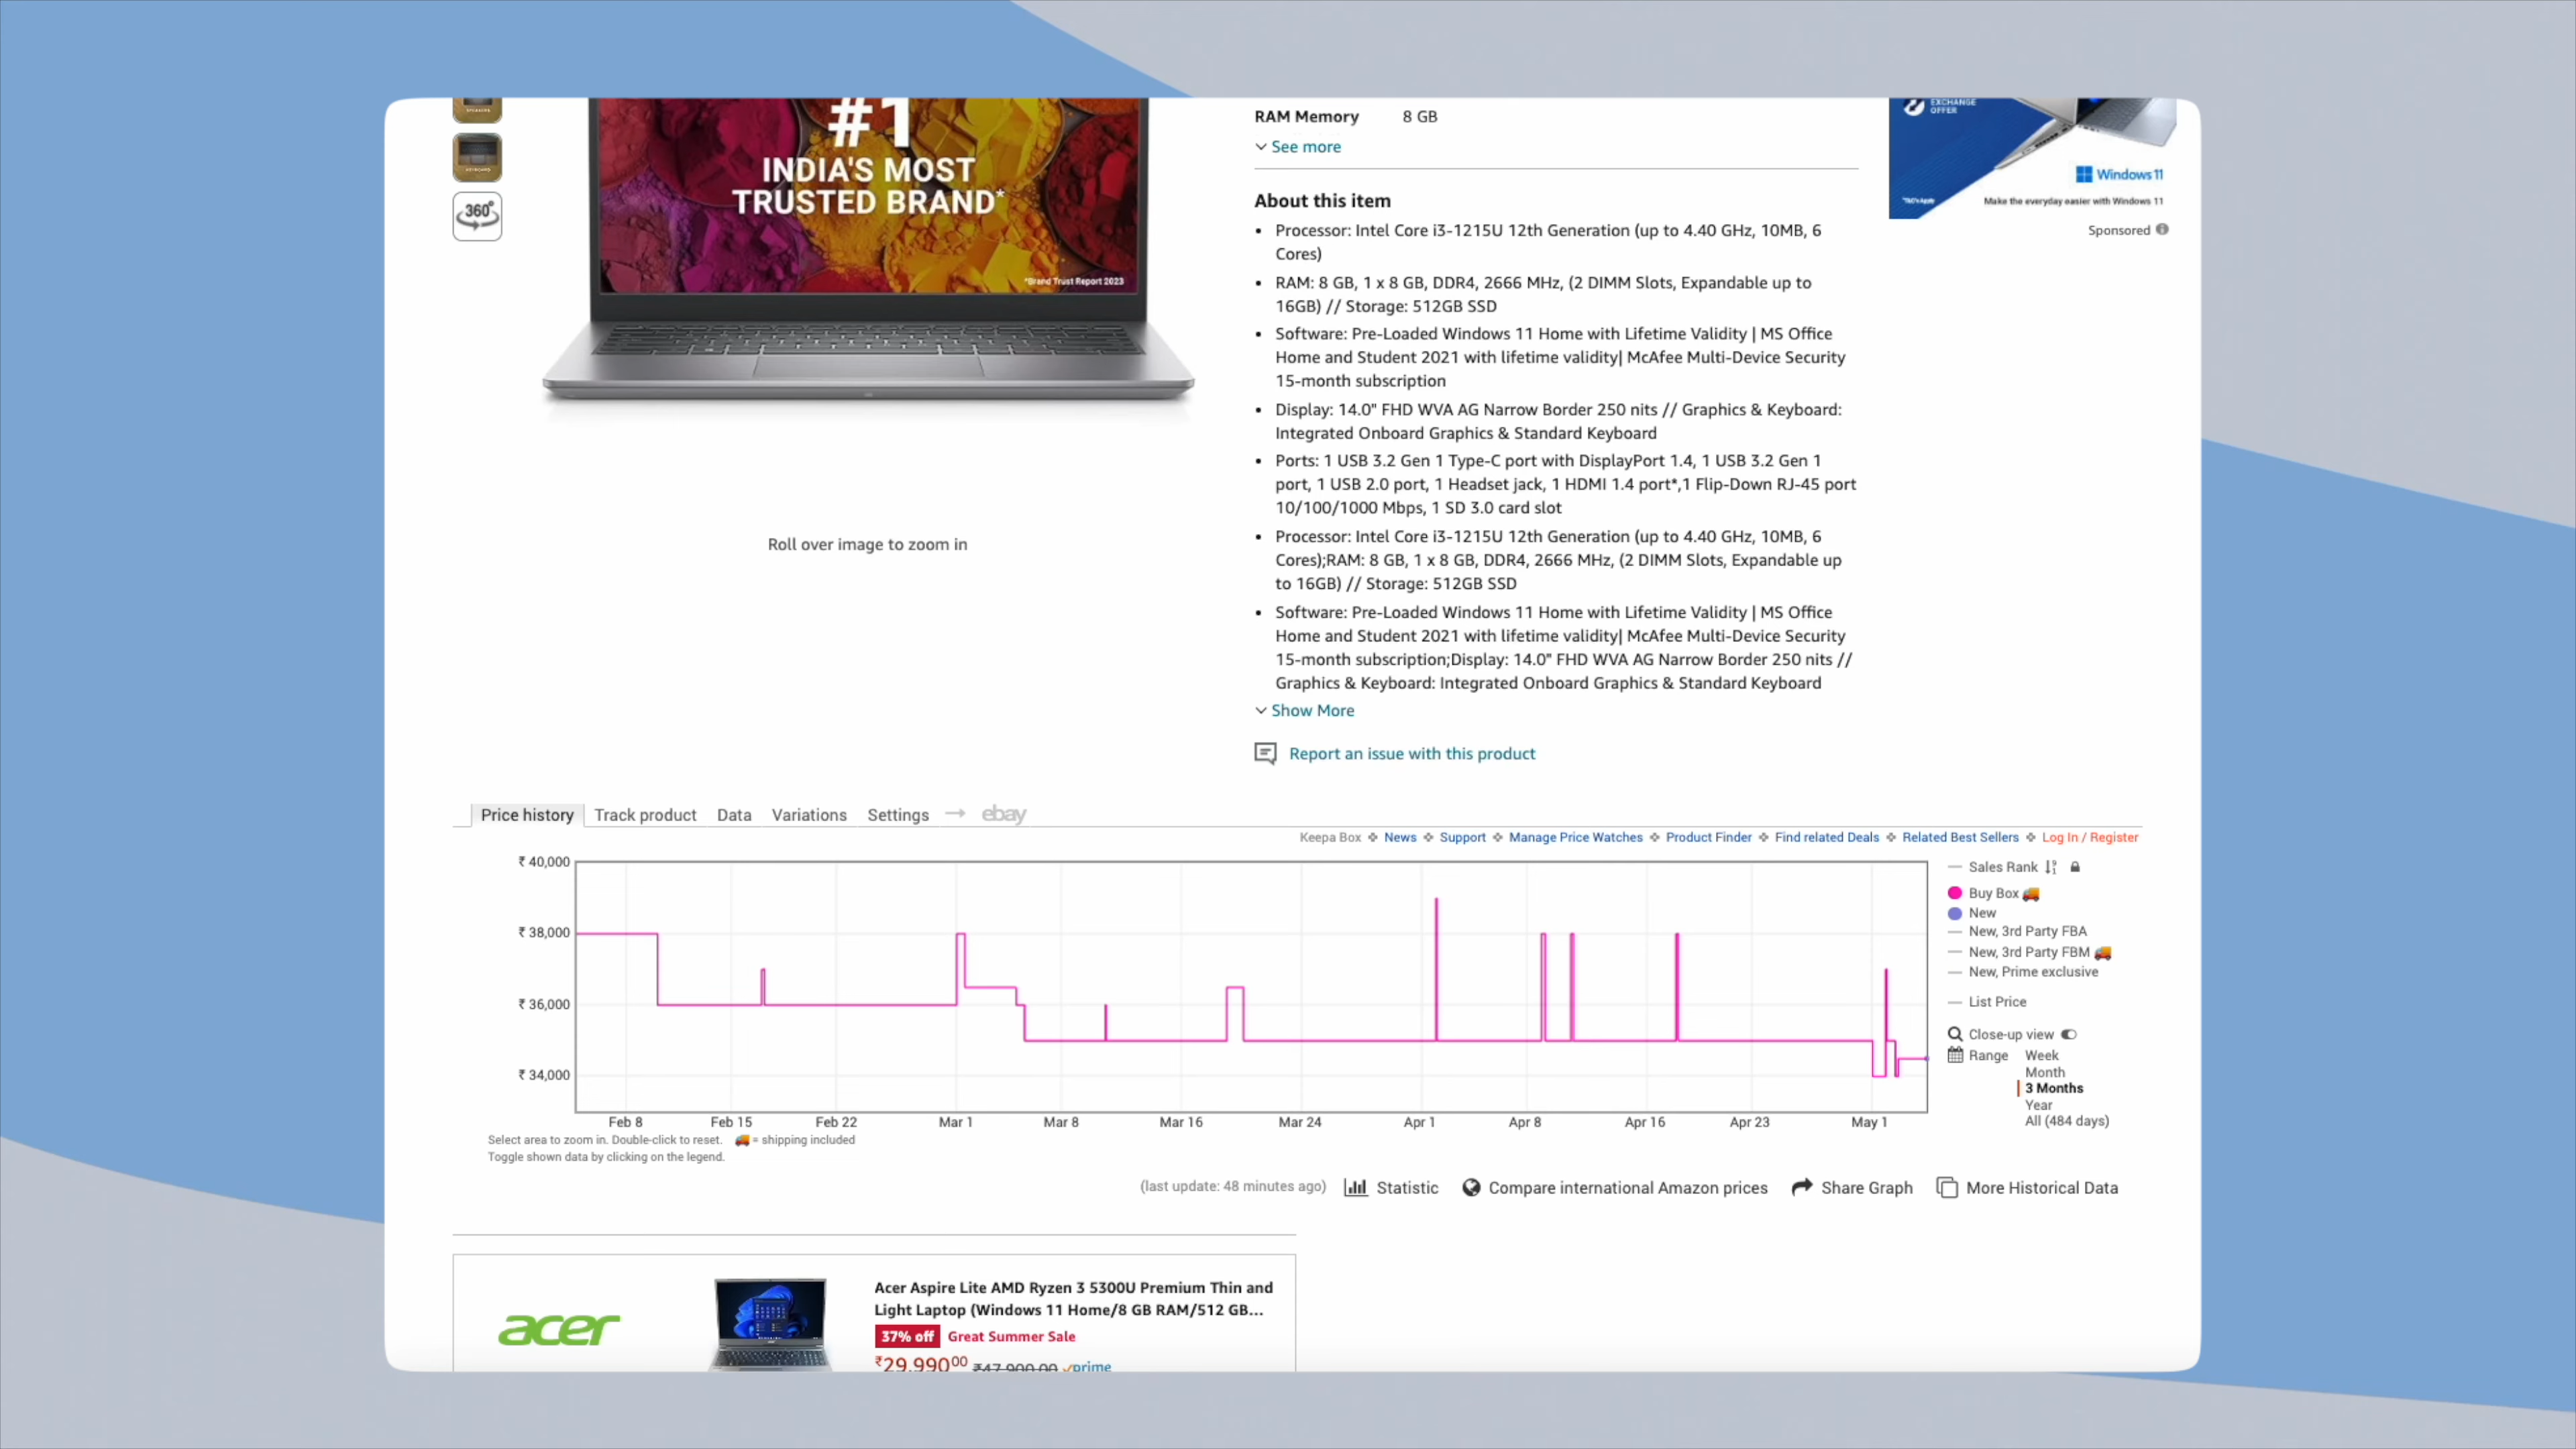 #1
INDIA'S MOST
TRUSTED BRAND*
*Brand Trust Report 2023
360°
RAM Memory 8 GB
See more
About this item
• Processor: Intel Core i3-1215U 12th Generation (up to 4.40 GHz, 10MB, 6
Cores)
• RAM: 8 GB, 1 x 8 GB, DDR4, 2666 MHz, (2 DIMM Slots, Expandable up to
16GB) // Storage: 512GB SSD
• Software: Pre-Loaded Windows 11 Home with Lifetime Validity | MS Office
Home and Student 2021 with lifetime validity| McAfee Multi-Device Security
15-month subscription
• Display: 14.0" FHD WVA AG Narrow Border 250 nits // Graphics & Keyboard:
Integrated Onboard Graphics & Standard Keyboard
• Ports: 1 USB 3.2 Gen 1 Type-C port with DisplayPort 1.4, 1 USB 3.2 Gen 1
port, 1 USB 2.0 port, 1 Headset jack, 1 HDMI 1.4 port*,1 Flip-Down RJ-45 port
10/100/1000 Mbps, 1 SD 3.0 card slot
• Processor: Intel Core i3-1215U 12th Generation (up to 4.40 GHz, 10MB, 6
Cores);RAM: 8 GB, 1 x 8 GB, DDR4, 2666 MHz, (2 DIMM Slots, Expandable up
to 16GB) // Storage: 512GB SSD
• Software: Pre-Loaded Windows 11 Home with Lifetime Validity | MS Office
Home and Student 2021 with lifetime validity| McAfee Multi-Device Security
15-month subscription;Display: 14.0" FHD WVA AG Narrow Border 250 nits //
Graphics & Keyboard: Integrated Onboard Graphics & Standard Keyboard
Show More
Report an issue with this product
EXCHANGE
OFFER
Windows 11
*T&C's Apply
Make the everyday easier with Windows 11
Sponsored
Roll over image to zoom in
Price history Track product Data Variations Settings → ebay
Keepa Box News Support Manage Price Watches Product Finder Find related Deals Related Best Sellers Log In / Register
₹ 40,000
₹ 38,000
₹ 36,000
₹ 34,000
Feb 8 Feb 15 Feb 22 Mar 1 Mar 8 Mar 16 Mar 24 Apr 1 Apr 8 Apr 16 Apr 23 May 1
Sales Rank
Buy Box
New
New, 3rd Party FBA
New, 3rd Party FBM
New, Prime exclusive
List Price
Close-up view
Range Week
Month
3 Months
Year
All (484 days)
Select area to zoom in. Double-click to reset. = shipping included
Toggle shown data by clicking on the legend.
(last update: 48 minutes ago) Statistic Compare international Amazon prices Share Graph More Historical Data
acer
Acer Aspire Lite AMD Ryzen 3 5300U Premium Thin and
Light Laptop (Windows 11 Home/8 GB RAM/512 GB...
37% off Great Summer Sale
₹29,990⁰⁰ ₹47,900.00 prime